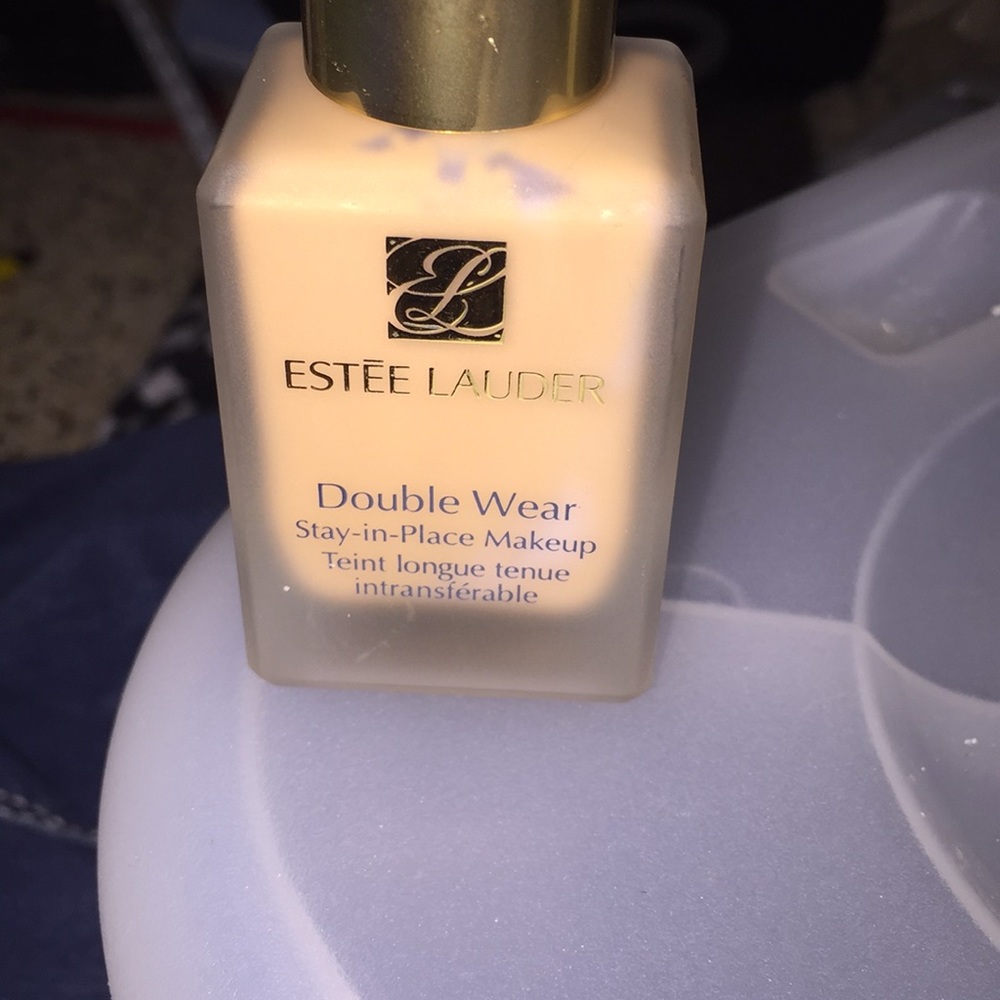 EL
ESTĒE LAUDER
Double Wear
Stay-in-Place Makeup
Teint longue tenue
intransférable